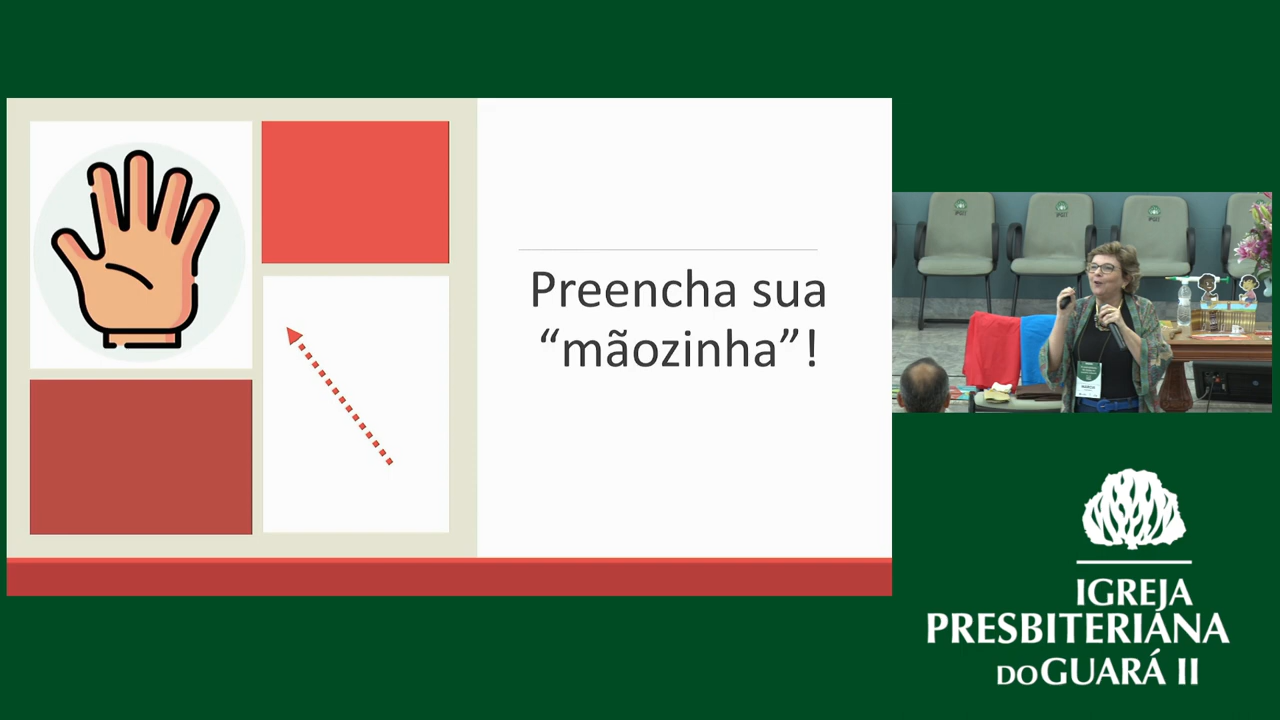 Preencha sua
“mãozinha”!
IGREJA
PRESBITERIANA
DO GUARÁ II